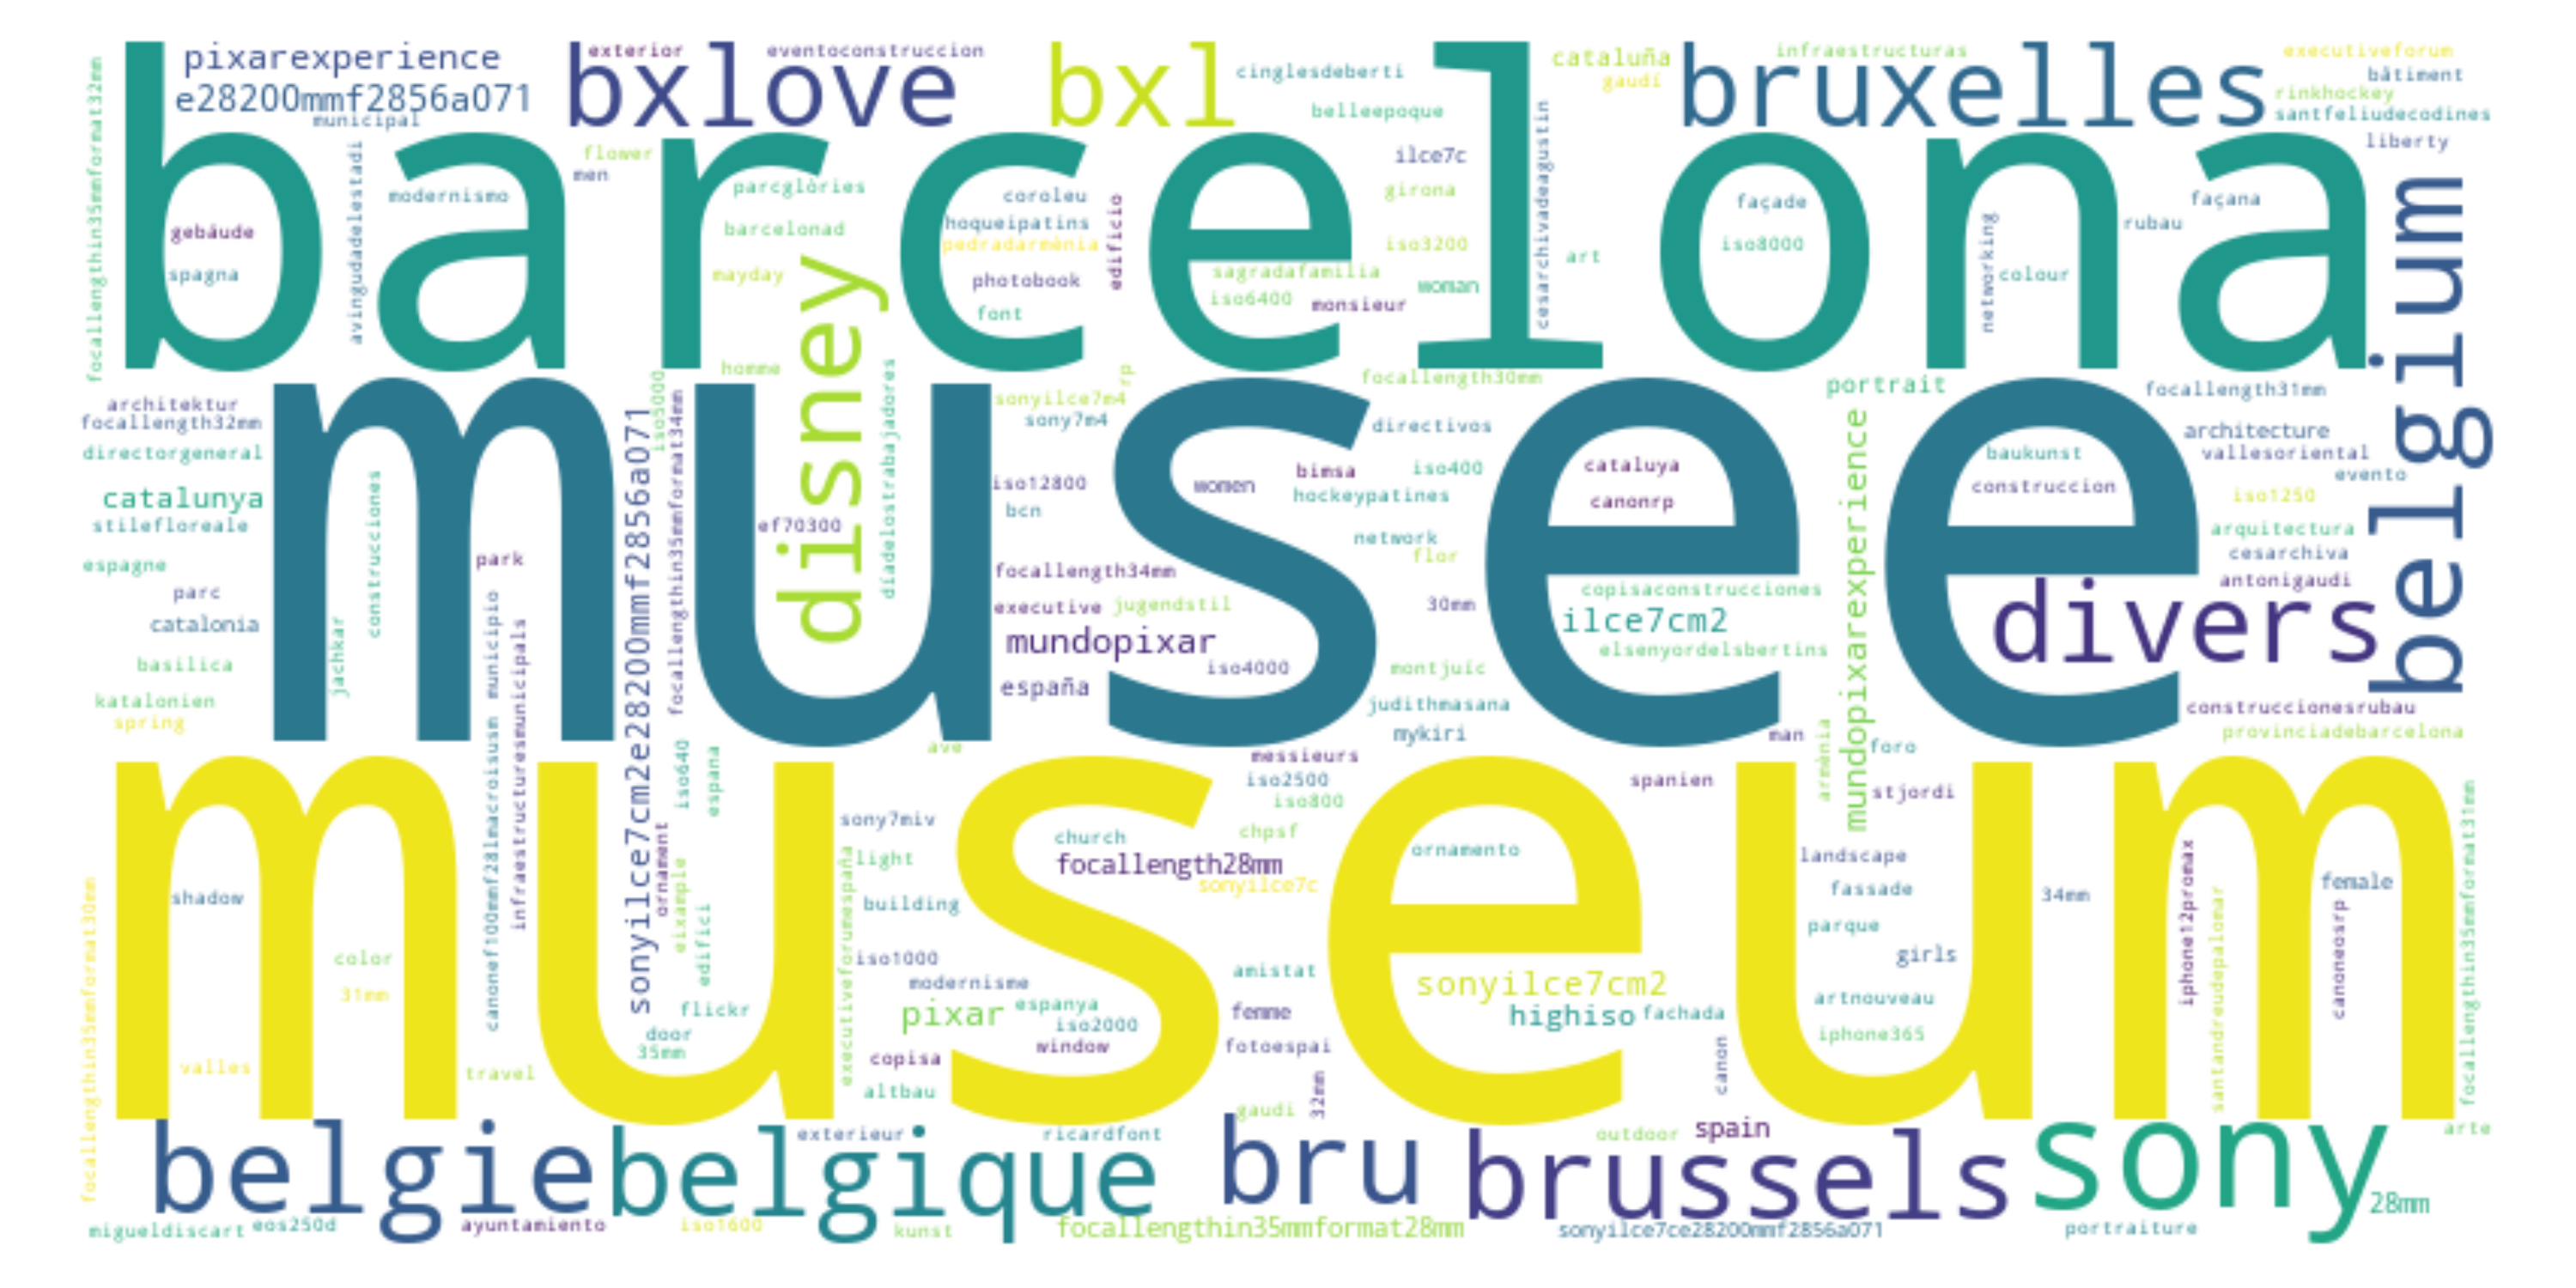 pixarexperience
e28200mmf2856a071
municipal
bxlove
exterior
eventoconstruccion
bxl
cinglesdeberti
belleepoque
cataluña
gaudí
bruxelles
infraestructuras
executiveforum
bâtiment
rinkhockey
santfeliudecodines
liberty
focallengthin35mmformat32mm
barcelona
avingudadelestadi
modernismo
gebäude
spagna
flower
men
parcglòries
barcelonad
mayday
homme
coroleu
hoqueipatins
pedradarmènia
photobook
font
edificio
ilce7c
girona
iso3200
sagradafamilia
iso6400
monsieur
woman
cesarchivadeagustin
art
façade
iso8000
networking
colour
rubau
façana
belgium
disney
díadelostrabajadores
musee
architektur
focallength32mm
directorgeneral
catalunya
stilefloreale
espagne
parc
catalonia
basilica
katalonien
spring
jachkar
construcciones
park
municipio
infraestructuresmunicipals
canonef100mmf28lmacroisusm
sonyilce7cm2e28200mmf2856a071
iso5000
focallengthin35mmformat34mm
ef70300
sonyilce7m4
rp
sony7m4
iso12800
bcn
focallength34mm
executive
jugendstil
mundopixar
iso4000
españa
women
focallength30mm
directivos
bimsa
iso400
hockeypatines
network
flor
30mm
montjuic
judithmasana
mykiri
cataluya
canonrp
copisaconstrucciones
ilce7cm2
elsenyordelsbertins
man
portrait
mundopixarexperience
focallength31mm
baukunst
construccion
architecture
vallesoriental
evento
iso1250
arquitectura
cesarchiva
antonigaudi
divers
construccionesrubau
provinciadebarcelona
foro
stjordi
armènia
museum
focallengthin35mmformat30mm
shadow
color
31mm
valles
travel
iso640
espana
ornament
eixample
edifici
flickr
door
35mm
ave
sony7miv
light
building
executiveforumespaña
iso1000
modernisme
pixar
espanya
iso2000
copisa
window
altbau
messieurs
iso2500
iso800
chpsf
church
focallength28mm
sonyilce7c
amistat
femme
fotoespai
32mm
gaudi
ornamento
sonyilce7cm2
highiso
fachada
canon
spanien
landscape
fassade
parque
girls
artnouveau
iphone365
34mm
iphone12promax
santandreudepalomar
female
canoneosrp
focallengthin35mmformat31mm
belgie
belgique
exterieur
ricardfont
bru
brussels
outdoor
spain
sony
arte
28mm
migueldiscart
eos250d
ayuntamiento
iso1600
kunst
focallengthin35mmformat28mm
sonyilce7ce28200mmf2856a071
portraiture